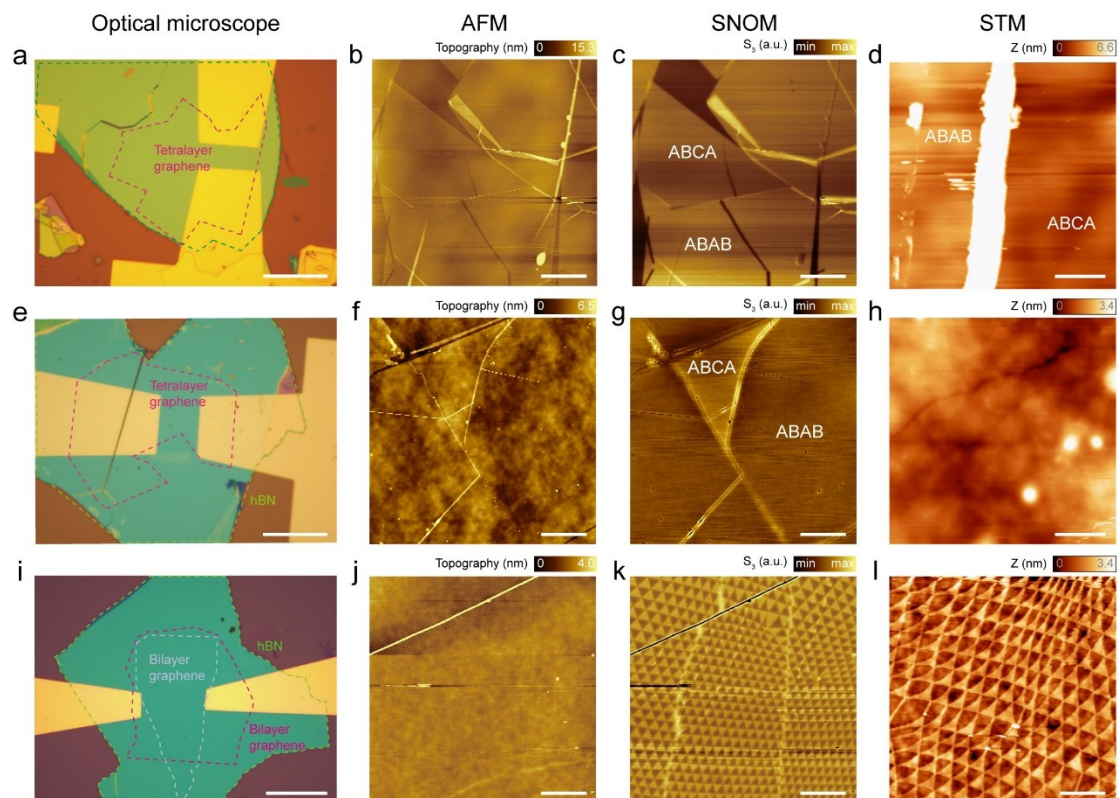 Optical microscope AFM SNOM STM
a b Topography (nm) 0 15.3 c S3 (a.u.) min max d Z (nm) 0 6.6
Tetralayer
graphene
hBN
ABCA
ABAB
ABAB
ABCA
e f Topography (nm) 0 6.5 g S3 (a.u.) min max h Z (nm) 0 3.4
Tetralayer
graphene
hBN
ABCA
ABAB
i j Topography (nm) 0 4.0 k S3 (a.u.) min max l Z (nm) 0 3.4
hBN
Bilayer
graphene
Bilayer
graphene